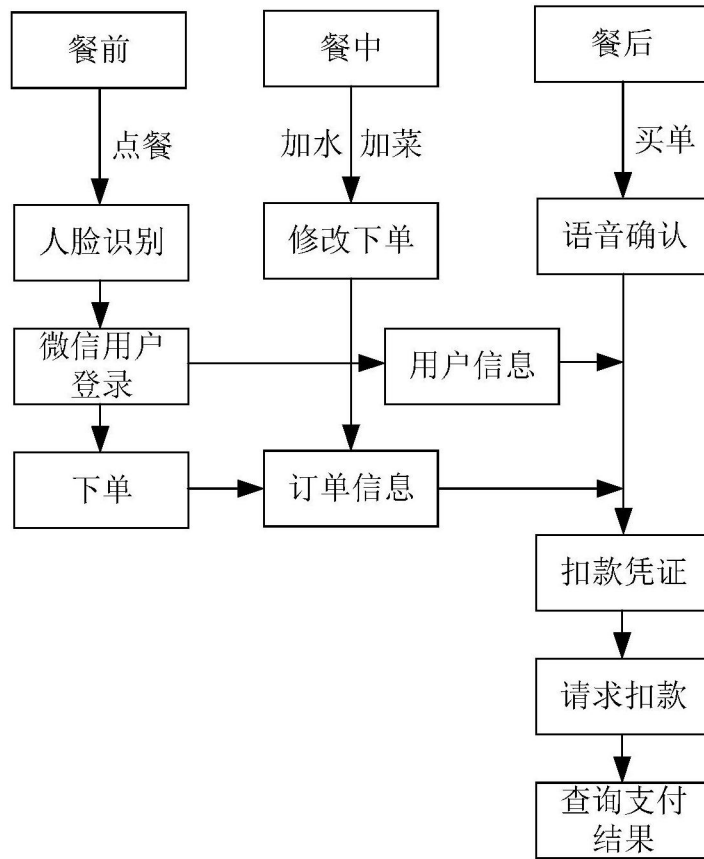 餐前
餐中
餐后
点餐
加水 加菜
买单
人脸识别
修改下单
语音确认
微信用户
登录
用户信息
下单
订单信息
扣款凭证
请求扣款
查询支付
结果